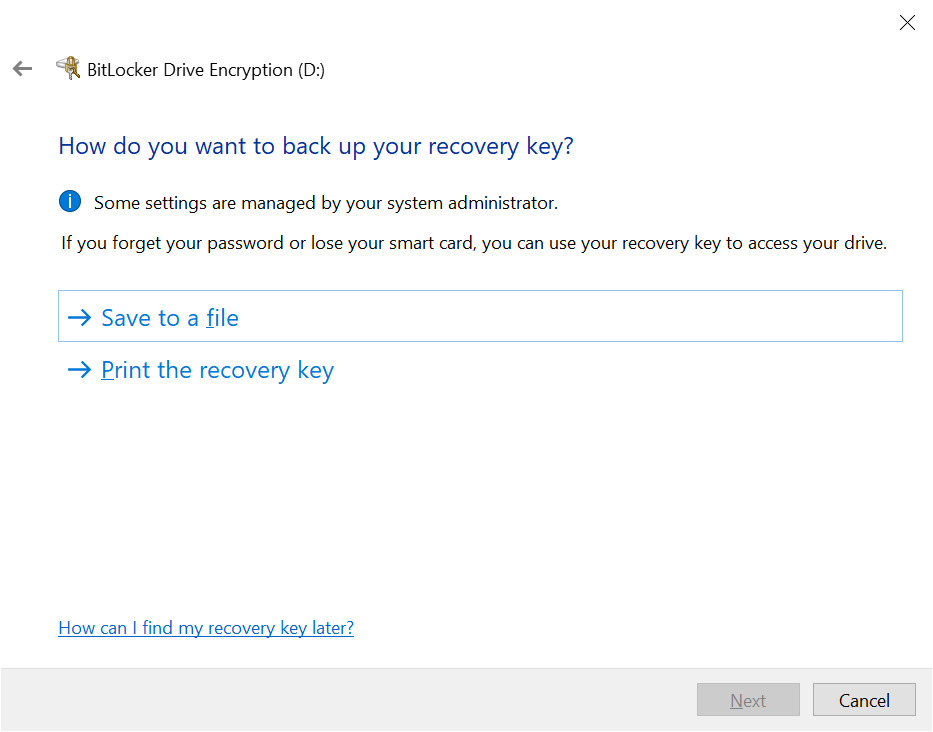 BitLocker Drive Encryption (D:)
How do you want to back up your recovery key?
Some settings are managed by your system administrator.
If you forget your password or lose your smart card, you can use your recovery key to access your drive.
Save to a file
Print the recovery key
How can I find my recovery key later?
Next
Cancel